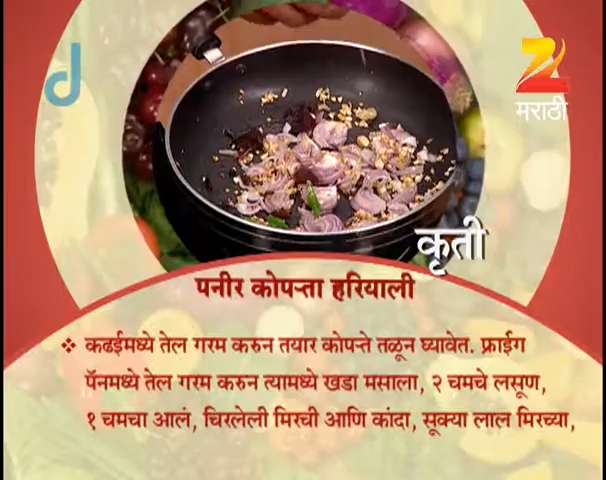 मराठी
कृती
पनीर कोफ्ता हरियाली
❖ कढईमध्ये तेल गरम करुन तयार कोफ्ते तळून घ्यावेत. फ्राईग
पॅनमध्ये तेल गरम करुन त्यामध्ये खडा मसाला, २ चमचे लसूण,
१ चमचा आलं, चिरलेली मिरची आणि कांदा, सूक्या लाल मिरच्या,